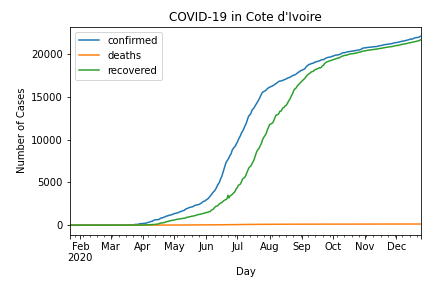 COVID-19 in Cote d'Ivoire
confirmed
deaths
recovered
Number of Cases
20000
15000
10000
5000
0
Feb Mar Apr May Jun Jul Aug Sep Oct Nov Dec
2020
Day